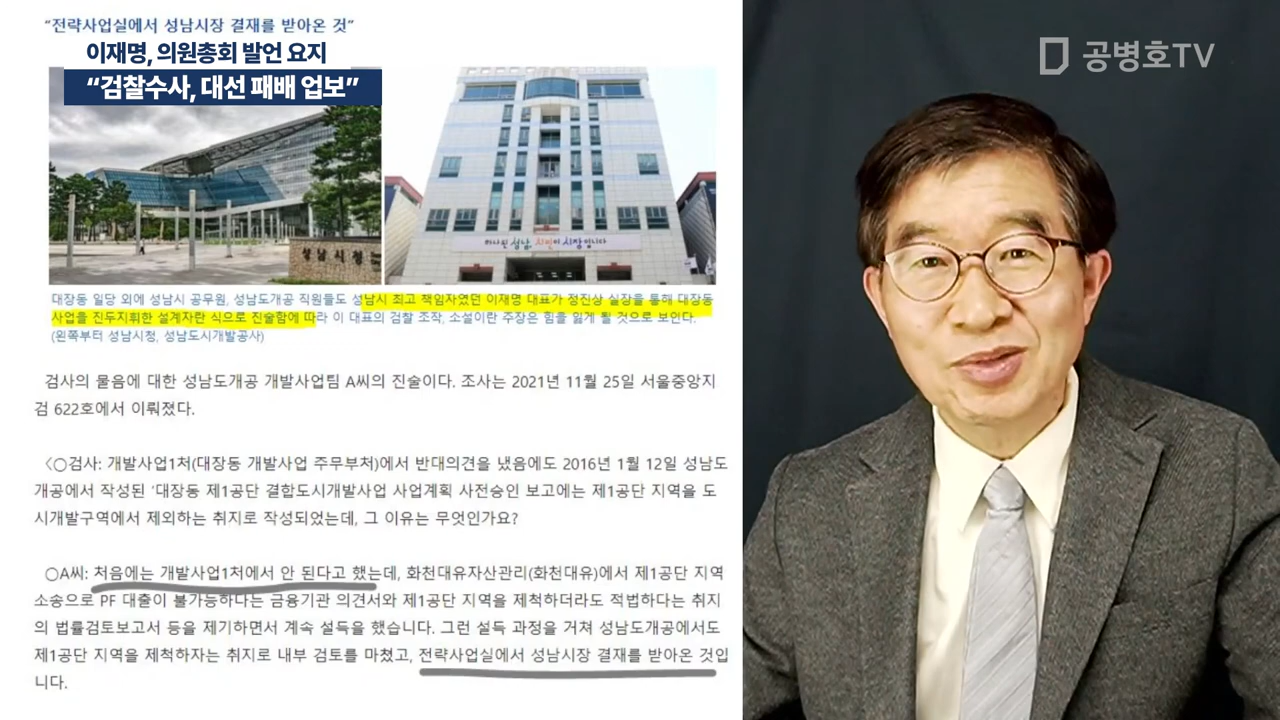 “전략사업실에서 성남시장 결재를 받아온 것”
이재명, 의원총회 발언 요지
“검찰수사, 대선 패배 업보”
공병호TV
성남시청
하나된 성남, 시민이 시장입니다
대장동 일당 외에 성남시 공무원, 성남도개공 직원들도 성남시 최고 책임자였던 이재명 대표가 정진상 실장을 통해 대장동
사업을 진두지휘한 설계자란 식으로 진술함에 따라 이 대표의 검찰 조작, 소설이란 주장은 힘을 잃게 될 것으로 보인다.
(왼쪽부터 성남시청, 성남도시개발공사)
검사의 물음에 대한 성남도개공 개발사업팀 A씨의 진술이다. 조사는 2021년 11월 25일 서울중앙지
검 622호에서 이뤄졌다.
〈○검사: 개발사업1처(대장동 개발사업 주무부처)에서 반대의견을 냈음에도 2016년 1월 12일 성남도
개공에서 작성된 '대장동 제1공단 결합도시개발사업 사업계획 사전승인 보고에는 제1공단 지역을 도
시개발구역에서 제외하는 취지로 작성되었는데, 그 이유는 무엇인가요?
○A씨: 처음에는 개발사업1처에서 안 된다고 했는데, 화천대유자산관리(화천대유)에서 제1공단 지역
소송으로 PF 대출이 불가능하다는 금융기관 의견서와 제1공단 지역을 제척하더라도 적법하다는 취지
의 법률검토보고서 등을 제기하면서 계속 설득을 했습니다. 그런 설득 과정을 거쳐 성남도개공에서도
제1공단 지역을 제척하자는 취지로 내부 검토를 마쳤고, 전략사업실에서 성남시장 결재를 받아온 것입
니다.